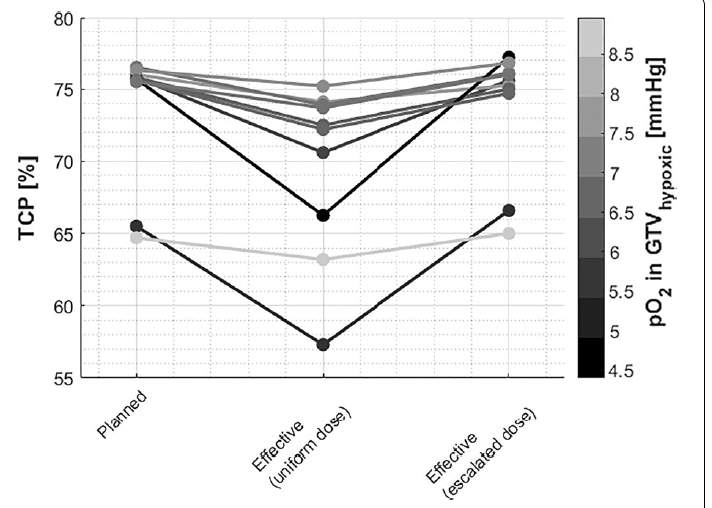 80
75
70
65
60
55
TCP [%]
Planned
Effective
(uniform dose)
Effective
(escalated dose)
8.5
8
7.5
7
6.5
6
5.5
5
4.5
pO2 in GTVhypoxic [mmHg]